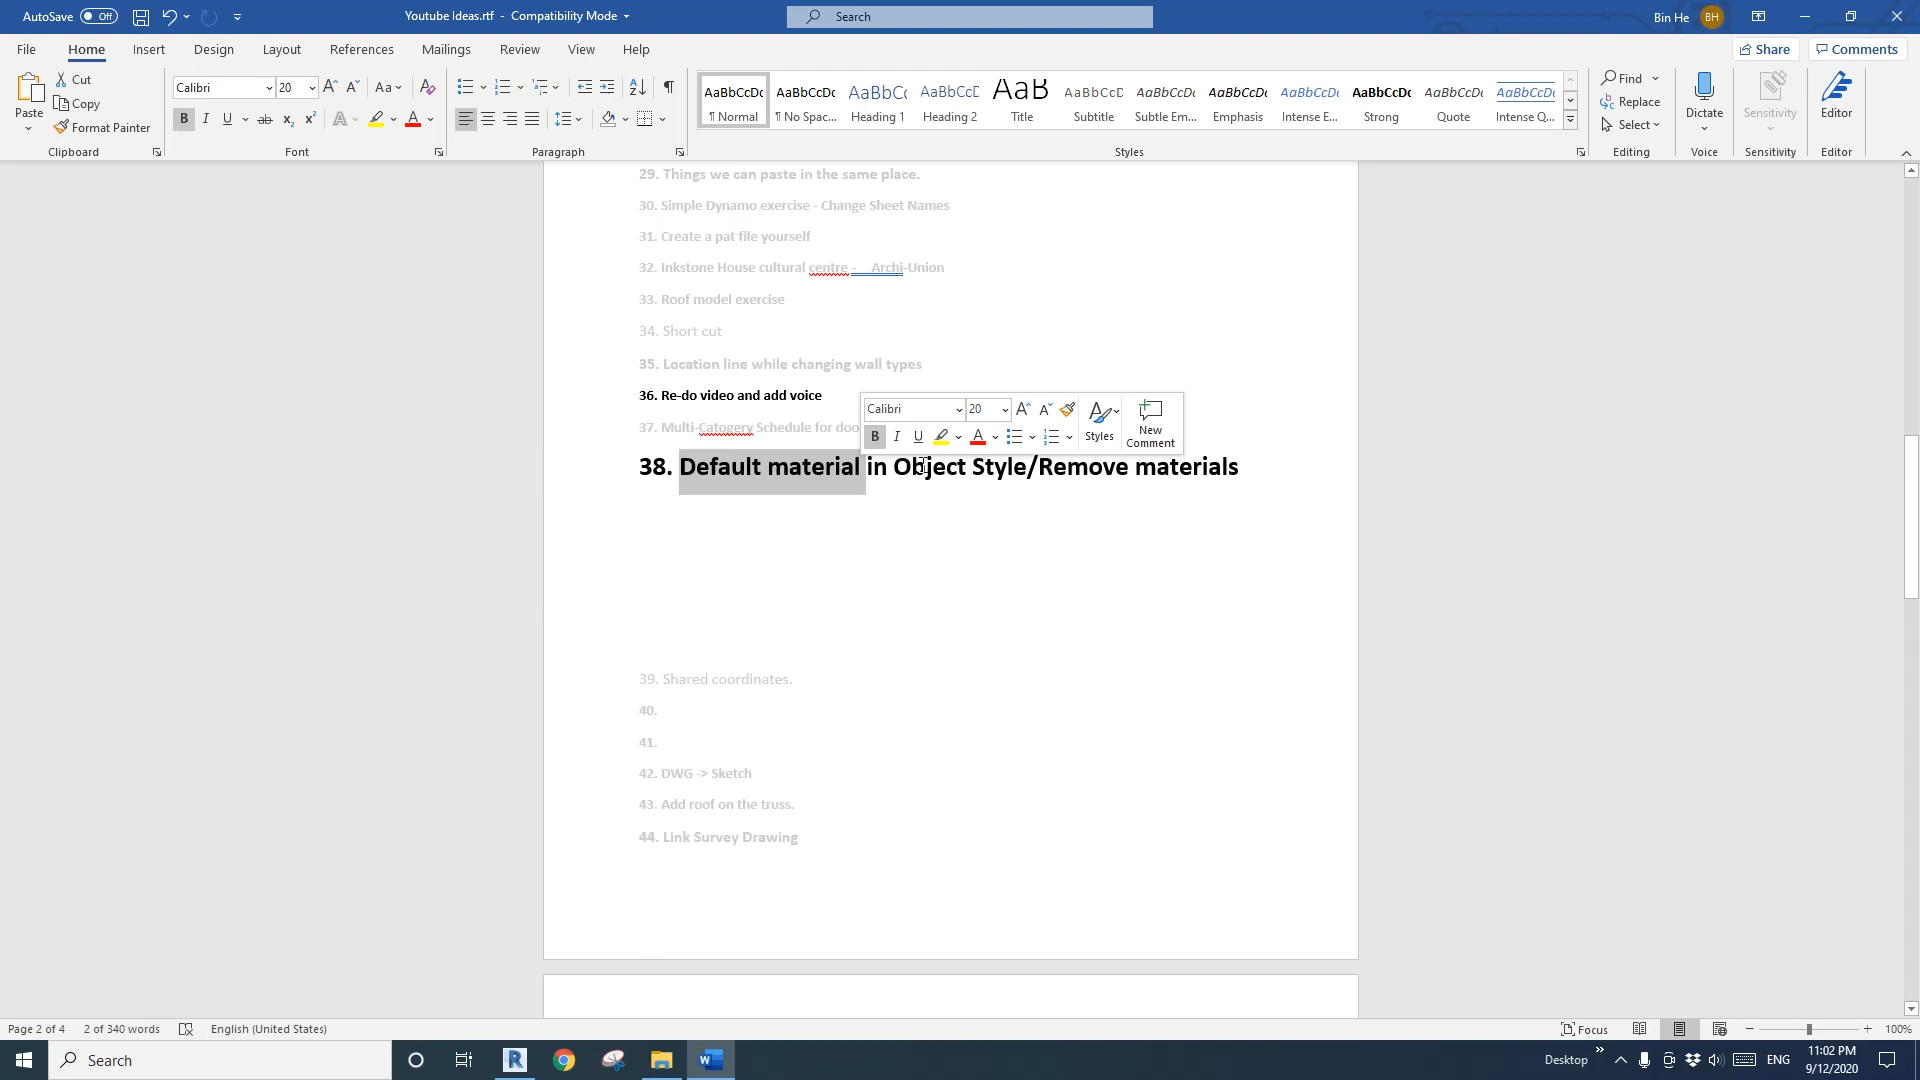 AutoSave Off Youtube Ideas.rtf - Compatibility Mode Search Bin He BH
File Home Insert Design Layout References Mailings Review View Help Share Comments
Paste Cut Copy Format Painter Clipboard
Calibri 20 Font
Paragraph
AaBbCcDc ¶ Normal
AaBbCcDc ¶ No Spac...
AaBbCc Heading 1
AaBbCcD Heading 2
AaB Title
AaBbCcD Subtitle
AaBbCcDc Subtle Em...
AaBbCcDc Emphasis
AaBbCcDc Intense E...
AaBbCcDc Strong
AaBbCcDc Quote
AaBbCcDc Intense Q...
Styles
Find Replace Select Editing
Dictate Voice
Sensitivity Sensitivity
Editor Editor
29. Things we can paste in the same place.
30. Simple Dynamo exercise - Change Sheet Names
31. Create a pat file yourself
32. Inkstone House cultural centre - Archi-Union
33. Roof model exercise
34. Short cut
35. Location line while changing wall types
36. Re-do video and add voice
37. Multi-Catogery Schedule for doo
Calibri 20
B I U Styles New Comment
38. Default material in Object Style/Remove materials
39. Shared coordinates.
40.
41.
42. DWG -> Sketch
43. Add roof on the truss.
44. Link Survey Drawing
Page 2 of 4 2 of 340 words English (United States) Focus 100%
Search Desktop ENG 11:02 PM
9/12/2020